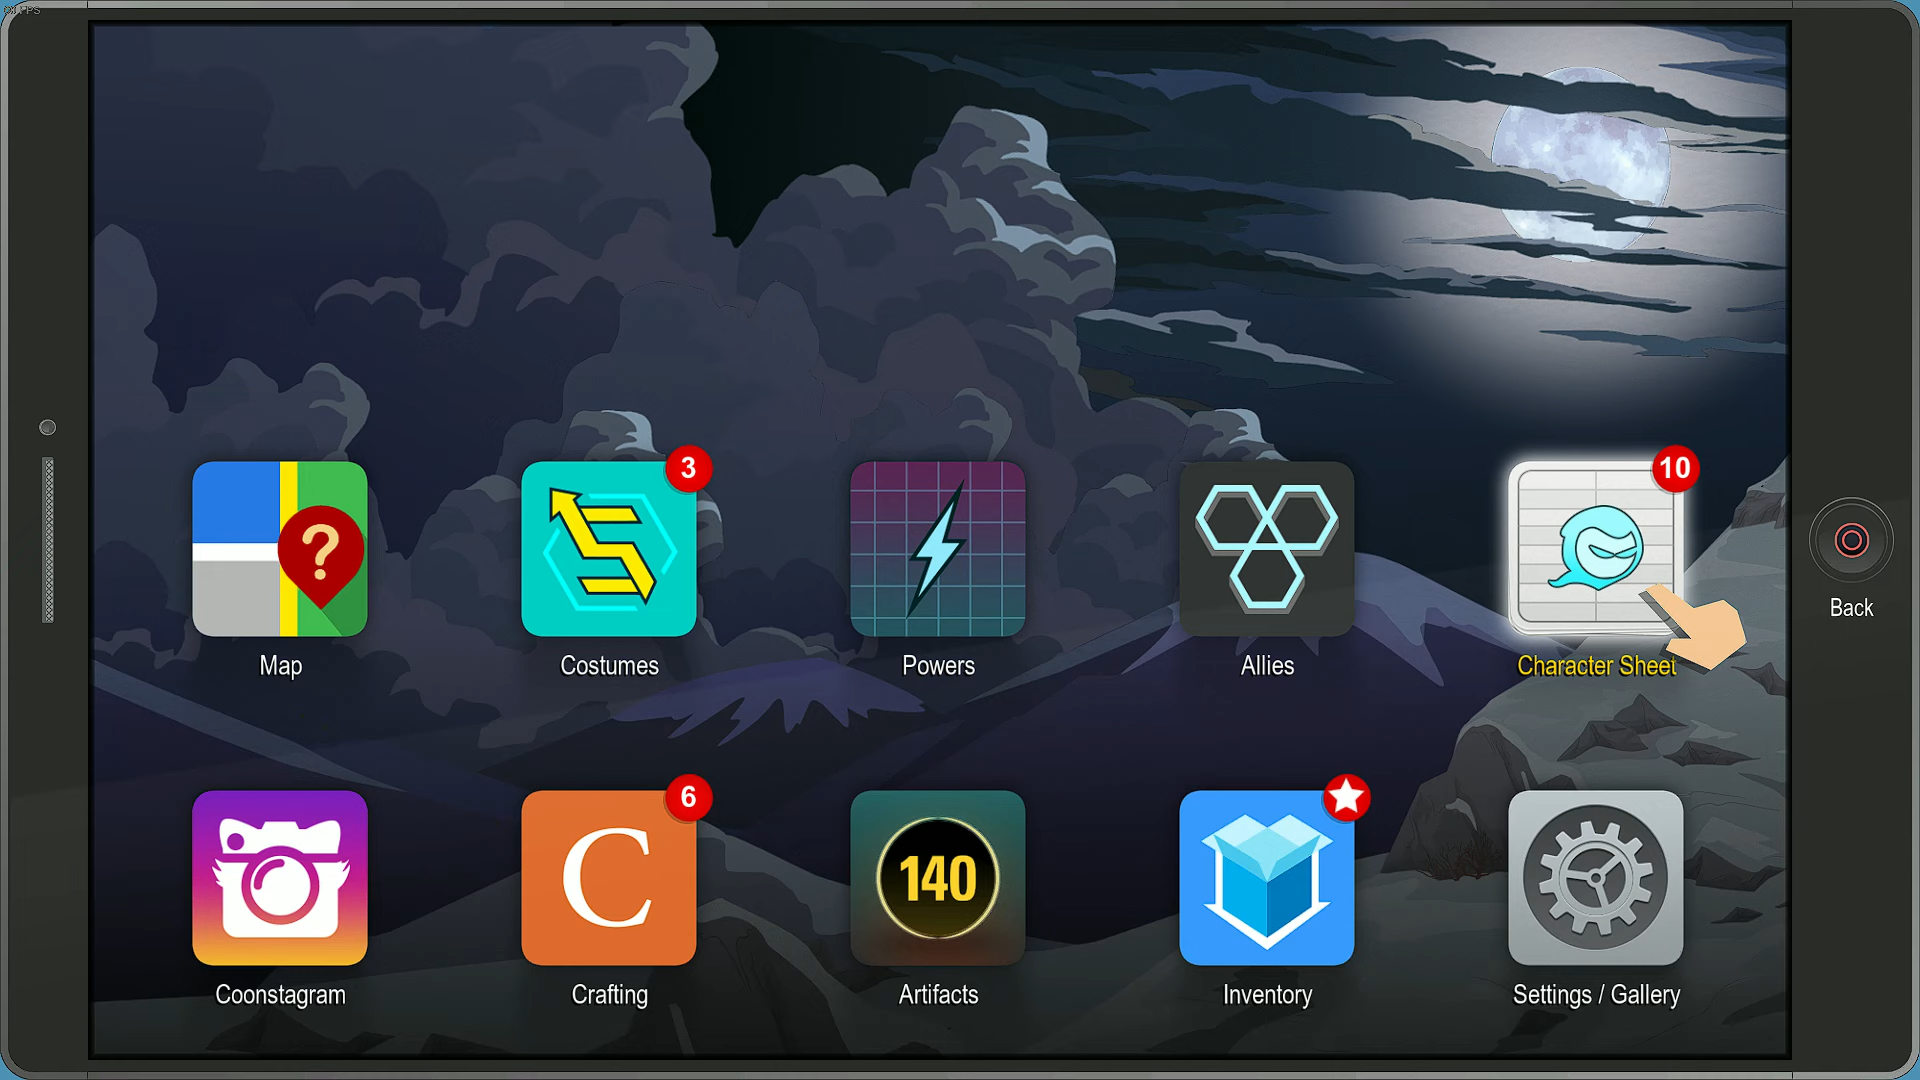 3
10
Map
Costumes
Powers
Allies
Character Sheet
Back
6
C
140
Coonstagram
Crafting
Artifacts
Inventory
Settings / Gallery